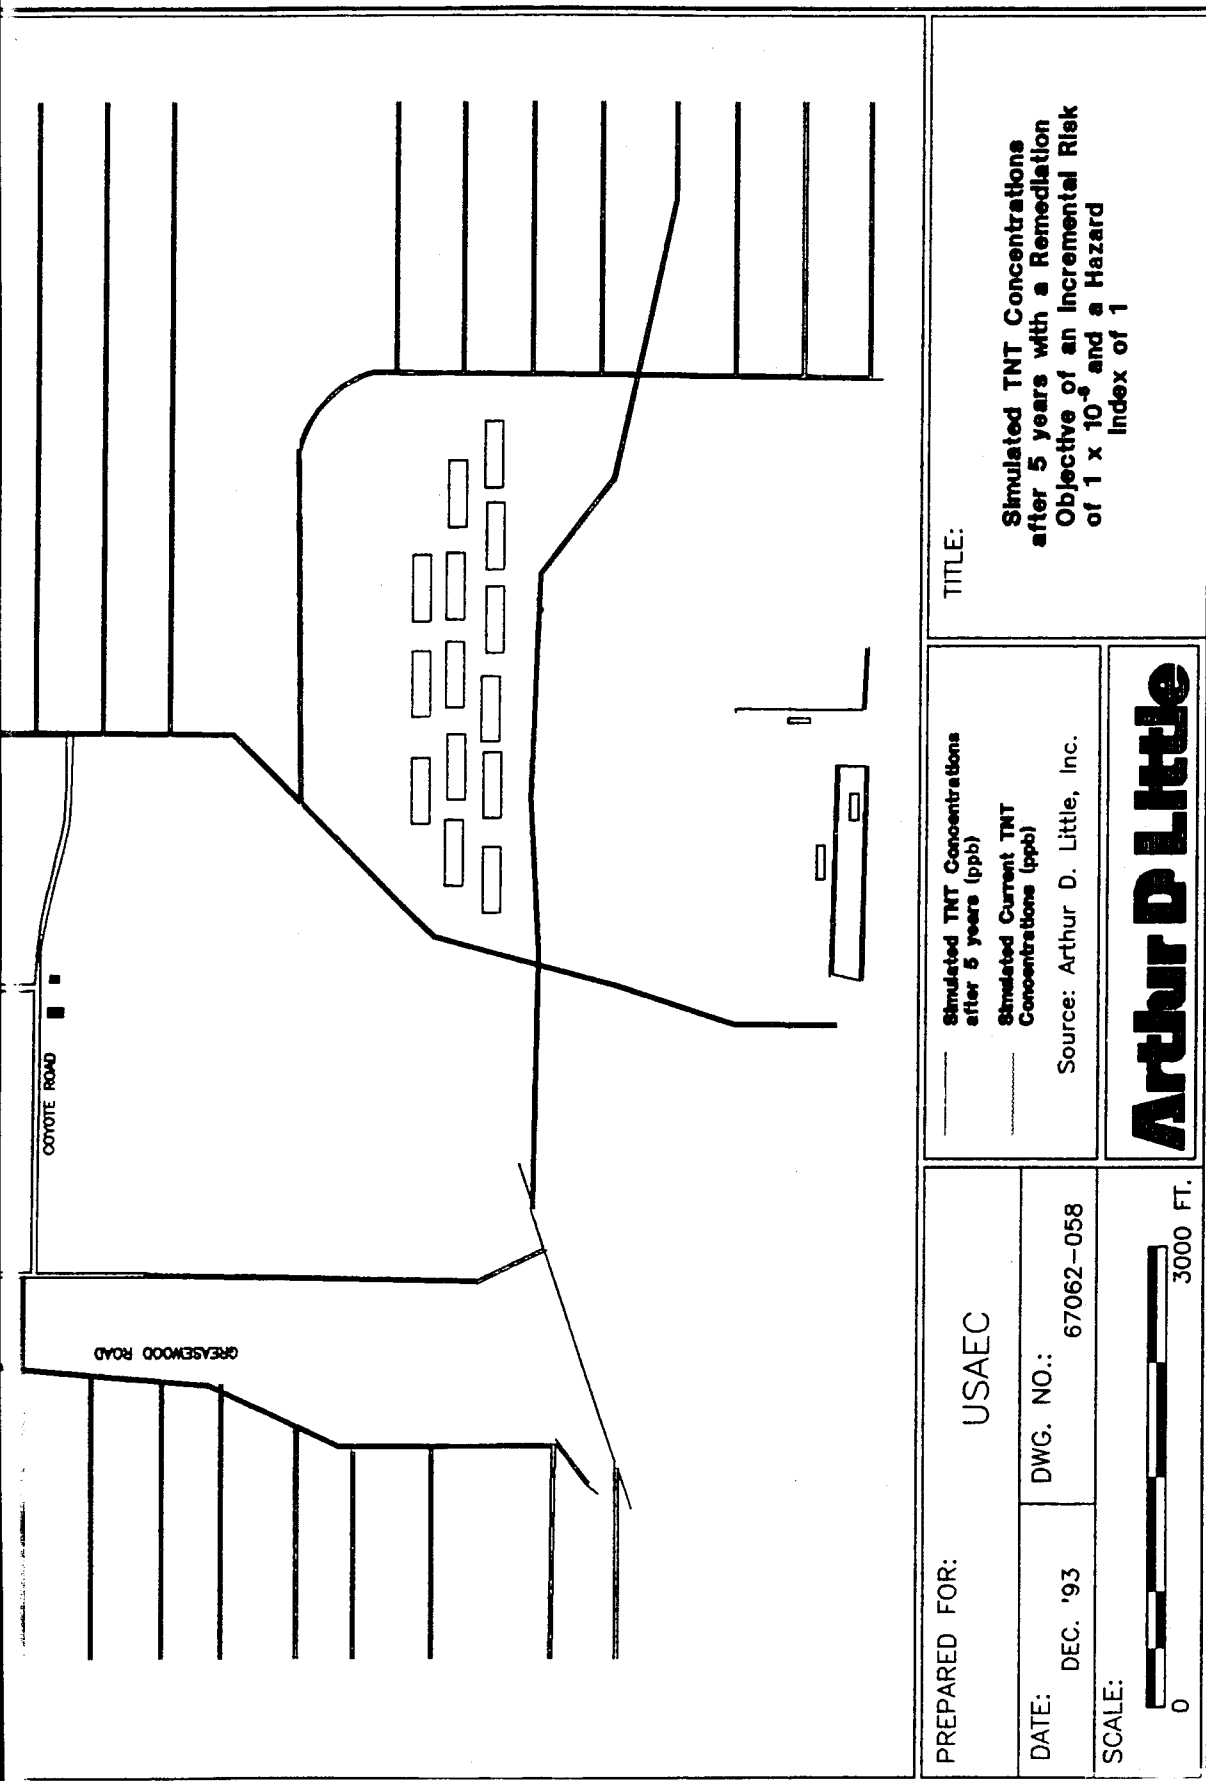 COYOTE ROAD
GREASEWOOD ROAD
PREPARED FOR:
USAEC
DATE:
DEC. '93
DWG. NO.:
67062-058
SCALE:
0
3000 FT.
Simulated TNT Concentrations
after 5 years (ppb)
Simulated Current TNT
Concentrations (ppb)
Source: Arthur D. Little, Inc.
Arthur D Little
TITLE:
Simulated TNT Concentrations
after 5 years with a Remediation
Objective of an Incremental Risk
of 1 x 10⁻⁶ and a Hazard
Index of 1